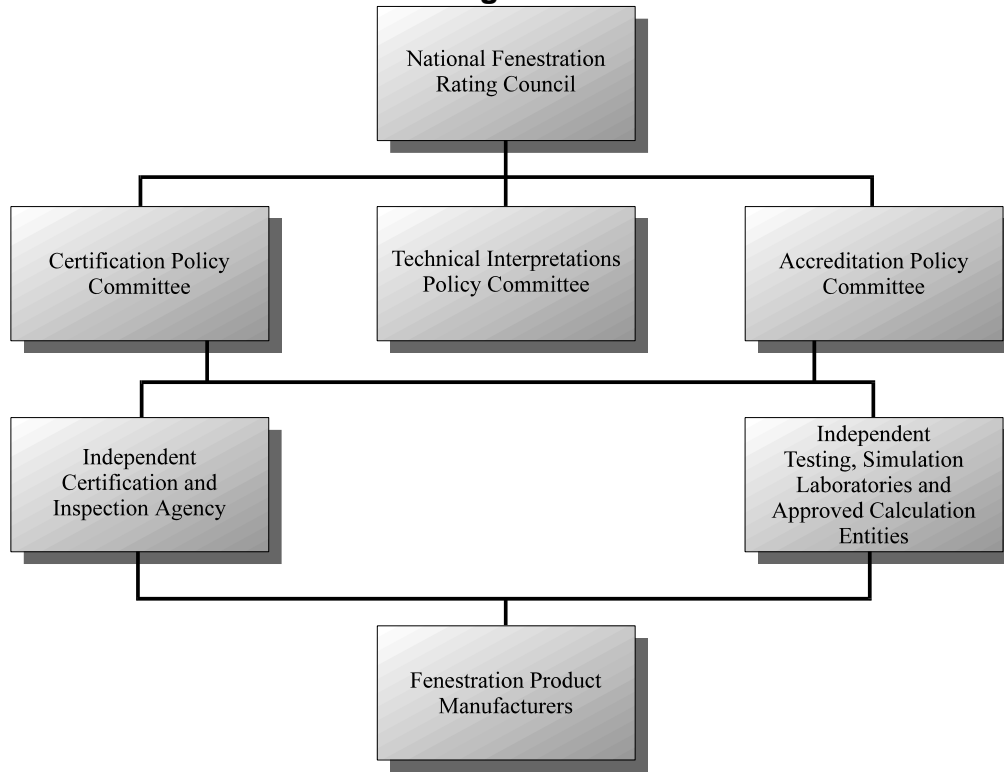 National Fenestration
Rating Council
Certification Policy
Committee
Technical Interpretations
Policy Committee
Accreditation Policy
Committee
Independent
Certification and
Inspection Agency
Independent
Testing, Simulation
Laboratories and
Approved Calculation
Entities
Fenestration Product
Manufacturers